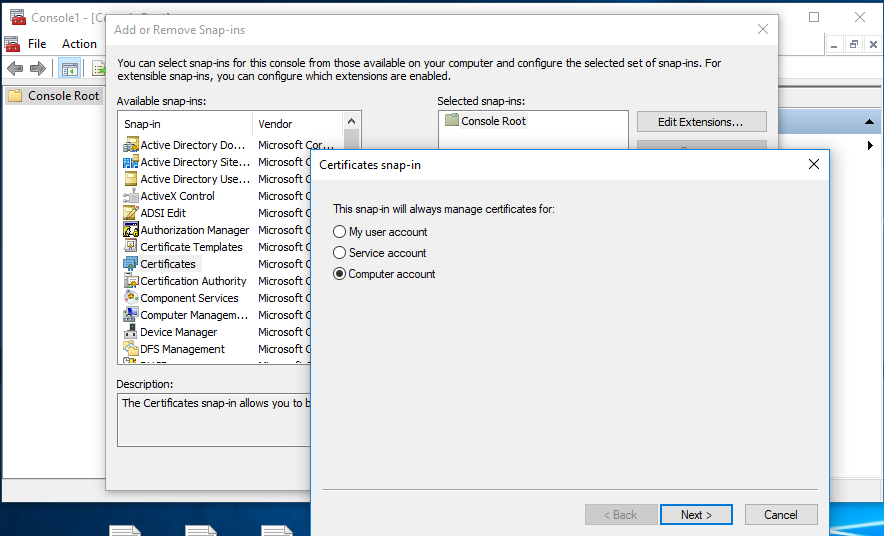 Console1 - [Co
File Action
Console Root
Add or Remove Snap-ins
You can select snap-ins for this console from those available on your computer and configure the selected set of snap-ins. For
extensible snap-ins, you can configure which extensions are enabled.
Available snap-ins:
Selected snap-ins:
Snap-in Vendor
Console Root
Edit Extensions...
Active Directory Do... Microsoft Cor...
Active Directory Site... Microsoft C
Active Directory Use... Microsoft C
ActiveX Control Microsoft C
ADSI Edit Microsoft C
Authorization Manager Microsoft C
Certificate Templates Microsoft C
Certificates Microsoft C
Certification Authority Microsoft C
Component Services Microsoft C
Computer Managem... Microsoft C
Device Manager Microsoft C
DFS Management Microsoft C
Description:
The Certificates snap-in allows you to b
Certificates snap-in
This snap-in will always manage certificates for:
My user account
Service account
Computer account
< Back Next > Cancel